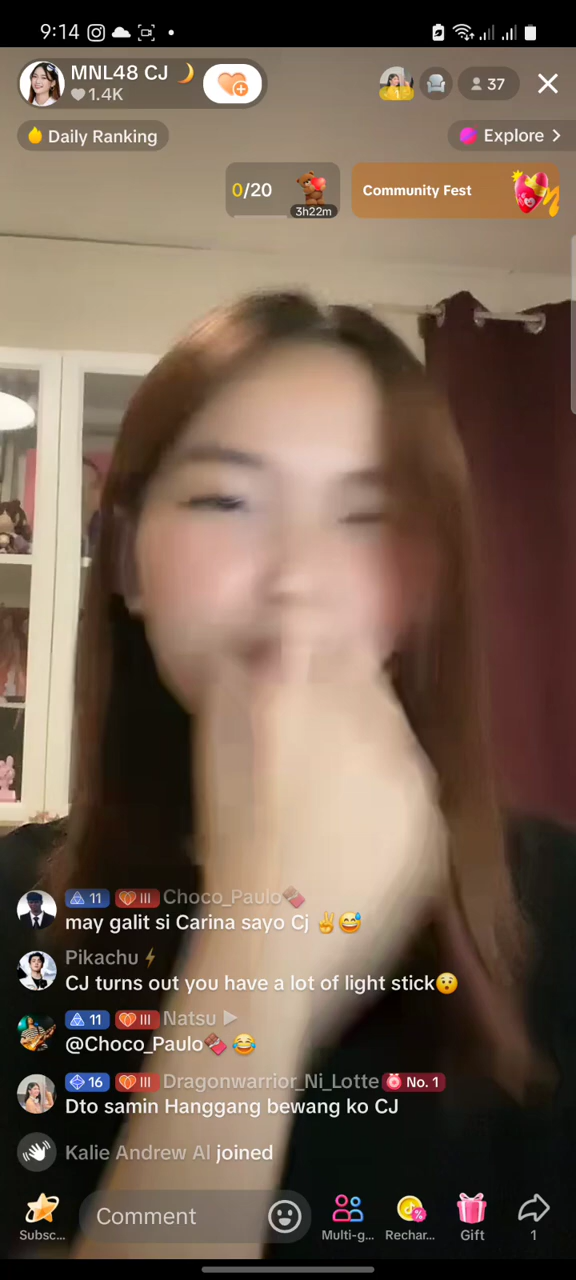 9:14
MNL48 CJ 🌙
1.4K
37
Daily Ranking
Explore >
0/20
3h22m
Community Fest
11 III Choco_Paulo🍫
may galit si Carina sayo Cj ✌️😅
Pikachu⚡
CJ turns out you have a lot of light stick😯
11 III Natsu ▶
@Choco_Paulo🍫😂
16 III Dragonwarrior_Ni_Lotte No. 1
Dto samin Hanggang bewang ko CJ
Kalie Andrew Al joined
Comment
Subsc...
Multi-g...
Rechar...
Gift
1